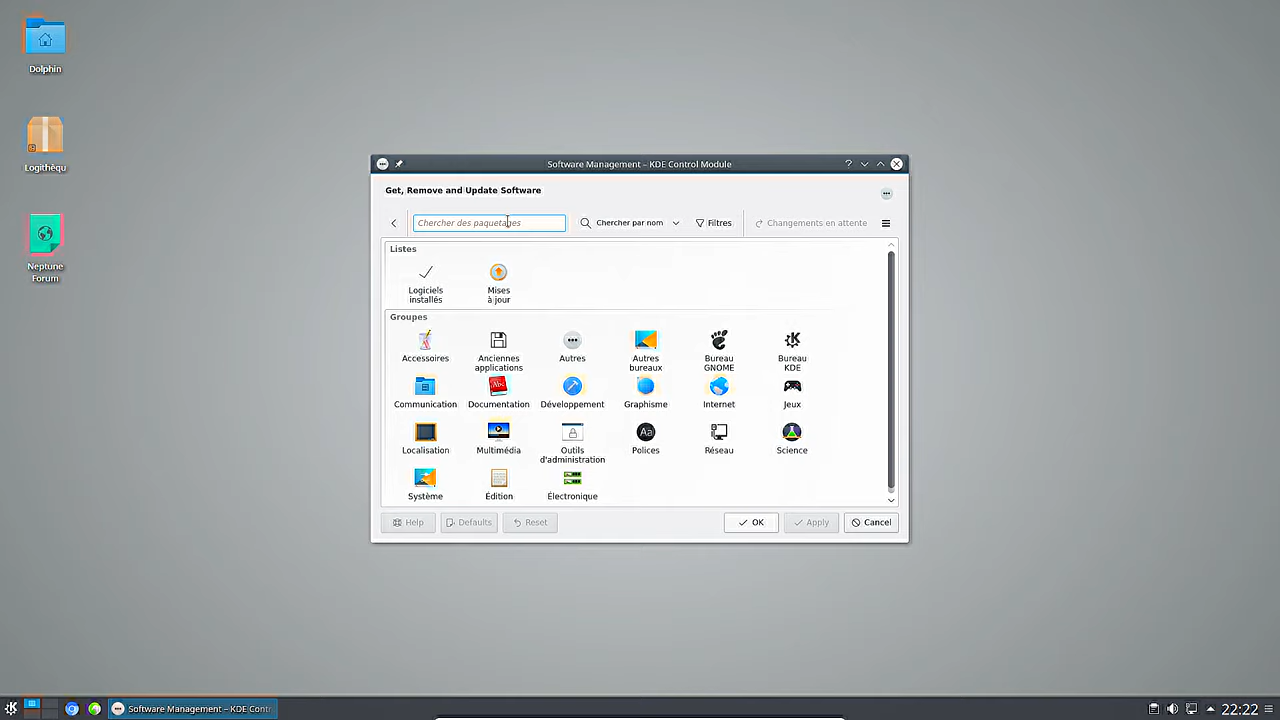 Dolphin
Logithèqu
Neptune
Forum
Software Management – KDE Control Module
Get, Remove and Update Software
Chercher des paquetages
Chercher par nom
Filtres
Changements en attente
Listes
Logiciels
installés
Mises
à jour
Groupes
Accessoires
Anciennes
applications
Autres
Autres
bureaux
Bureau
GNOME
Bureau
KDE
Communication
Documentation
Développement
Graphisme
Internet
Jeux
Localisation
Multimédia
Outils
d'administration
Polices
Réseau
Science
Système
Édition
Électronique
Help
Defaults
Reset
OK
Apply
Cancel
Software Management – KDE Contr
22:22